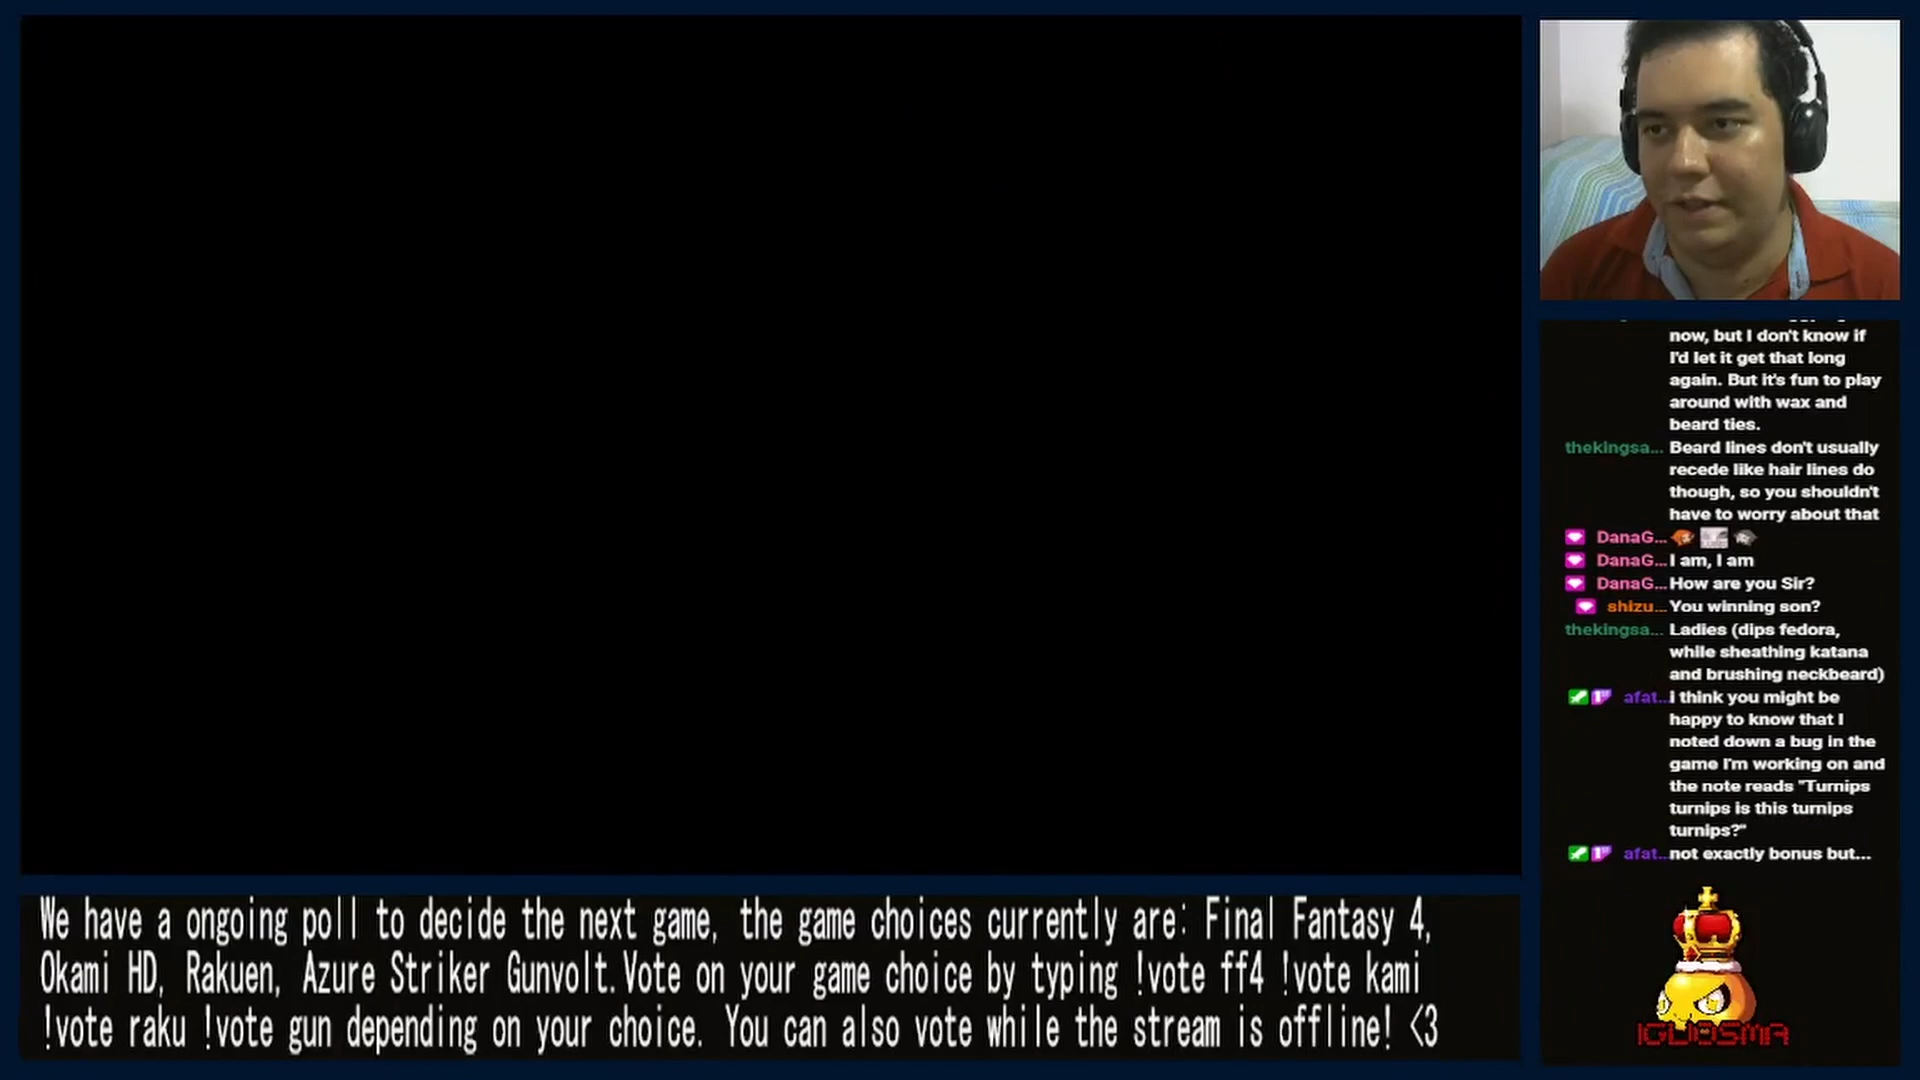 now, but I don't know if
I'd let it get that long
again. But it's fun to play
around with wax and
beard ties.
thekingsa... Beard lines don't usually
recede like hair lines do
though, so you shouldn't
have to worry about that
DanaG...
DanaG... I am, I am
DanaG... How are you Sir?
shizu... You winning son?
thekingsa... Ladies (dips fedora,
while sheathing katana
and brushing neckbeard)
afat... i think you might be
happy to know that I
noted down a bug in the
game I'm working on and
the note reads "Turnips
turnips is this turnips
turnips?"
afat... not exactly bonus but...
IGUOSMA
We have a ongoing poll to decide the next game, the game choices currently are: Final Fantasy 4,
Okami HD, Rakuen, Azure Striker Gunvolt.Vote on your game choice by typing !vote ff4 !vote kami
!vote raku !vote gun depending on your choice. You can also vote while the stream is offline! <3